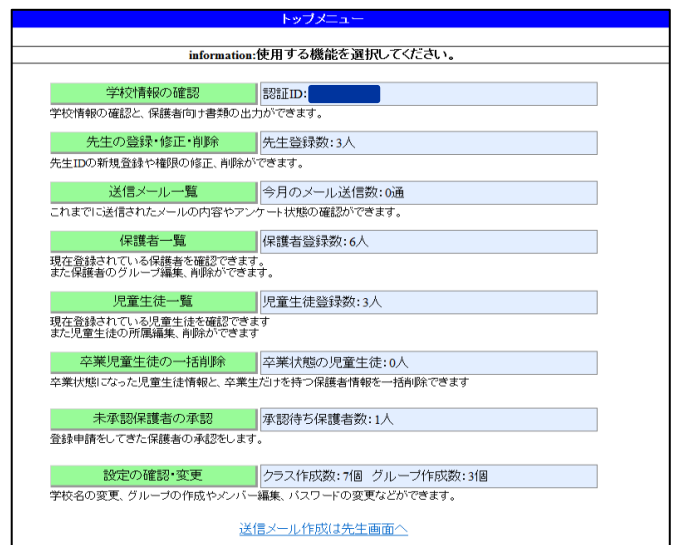 トップメニュー
information:使用する機能を選択してください。
学校情報の確認 認証ID:
学校情報の確認と、保護者向け書類の出力ができます。
先生の登録・修正・削除 先生登録数:3人
先生IDの新規登録や権限の修正、削除ができます。
送信メール一覧 今月のメール送信数:0通
これまでに送信されたメールの内容やアンケート状態の確認ができます。
保護者一覧 保護者登録数:6人
現在登録されている保護者を確認できます。
また保護者のグループ編集、削除ができます。
児童生徒一覧 児童生徒登録数:3人
現在登録されている児童生徒を確認できます
また児童生徒の所属編集、削除ができます
卒業児童生徒の一括削除 卒業状態の児童生徒:0人
卒業状態になった児童生徒情報と、卒業生だけを持つ保護者情報を一括削除できます
未承認保護者の承認 承認待ち保護者数:1人
登録申請をしてきた保護者の承認をします。
設定の確認・変更 クラス作成数:7個 グループ作成数:3個
学校名の変更、グループの作成やメンバー編集、パスワードの変更などができます。
送信メール作成は先生画面へ